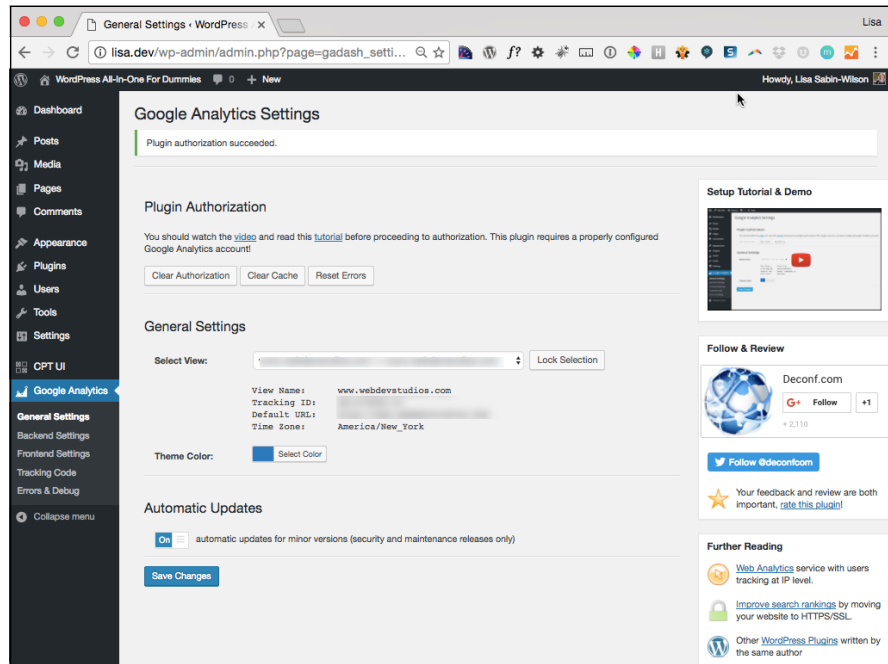 General Settings ‹ WordPress
Lisa
lisa.dev/wp-admin/admin.php?page=gadash_setti...
WordPress All-In-One For Dummies 0 + New
Howdy, Lisa Sabin-Wilson
Dashboard
Posts
Media
Pages
Comments
Appearance
Plugins
Users
Tools
Settings
CPT UI
Google Analytics
General Settings
Backend Settings
Frontend Settings
Tracking Code
Errors & Debug
Collapse menu
Google Analytics Settings
Plugin authorization succeeded.
Plugin Authorization
You should watch the video and read this tutorial before proceeding to authorization. This plugin requires a properly configured
Google Analytics account!
Clear Authorization Clear Cache Reset Errors
General Settings
Select View: Lock Selection
View Name: www.webdevstudios.com
Tracking ID:
Default URL:
Time Zone: America/New_York
Theme Color: Select Color
Automatic Updates
On automatic updates for minor versions (security and maintenance releases only)
Save Changes
Setup Tutorial & Demo
Follow & Review
Deconf.com
G+ Follow +1
+ 2,110
Follow @deconfcom
Your feedback and review are both
important, rate this plugin!
Further Reading
Web Analytics service with users
tracking at IP level.
Improve search rankings by moving
your website to HTTPS/SSL.
Other WordPress Plugins written by
the same author